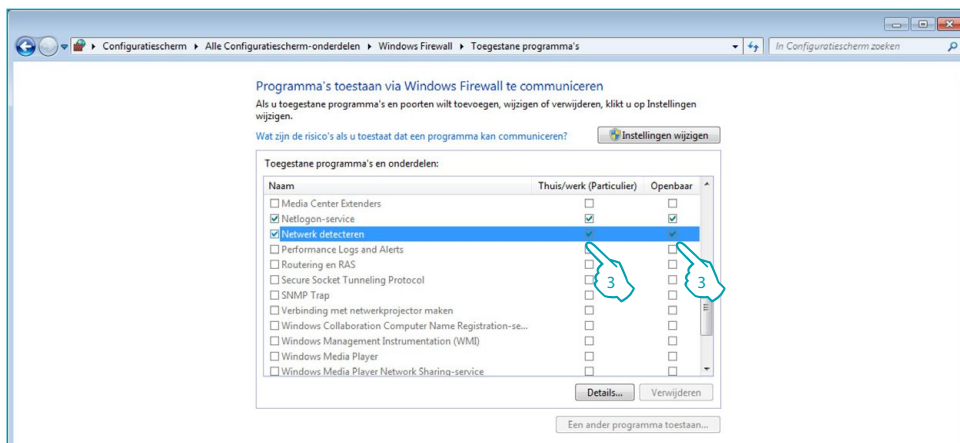 Configuratiescherm ▸ Alle Configuratiescherm-onderdelen ▸ Windows Firewall ▸ Toegestane programma's
In Configuratiescherm zoeken
Programma's toestaan via Windows Firewall te communiceren
Als u toegestane programma's en poorten wilt toevoegen, wijzigen of verwijderen, klikt u op Instellingen
wijzigen.
Wat zijn de risico's als u toestaat dat een programma kan communiceren?
Instellingen wijzigen
Toegestane programma's en onderdelen:
Naam Thuis/werk (Particulier) Openbaar
Media Center Extenders
Netlogon-service
Netwerk detecteren
Performance Logs and Alerts
Routering en RAS
Secure Socket Tunneling Protocol
3 3
SNMP Trap
Verbinding met netwerkprojector maken
Windows Collaboration Computer Name Registration-se...
Windows Management Instrumentation (WMI)
Windows Media Player
Windows Media Player Network Sharing-service
Details... Verwijderen
Een ander programma toestaan...